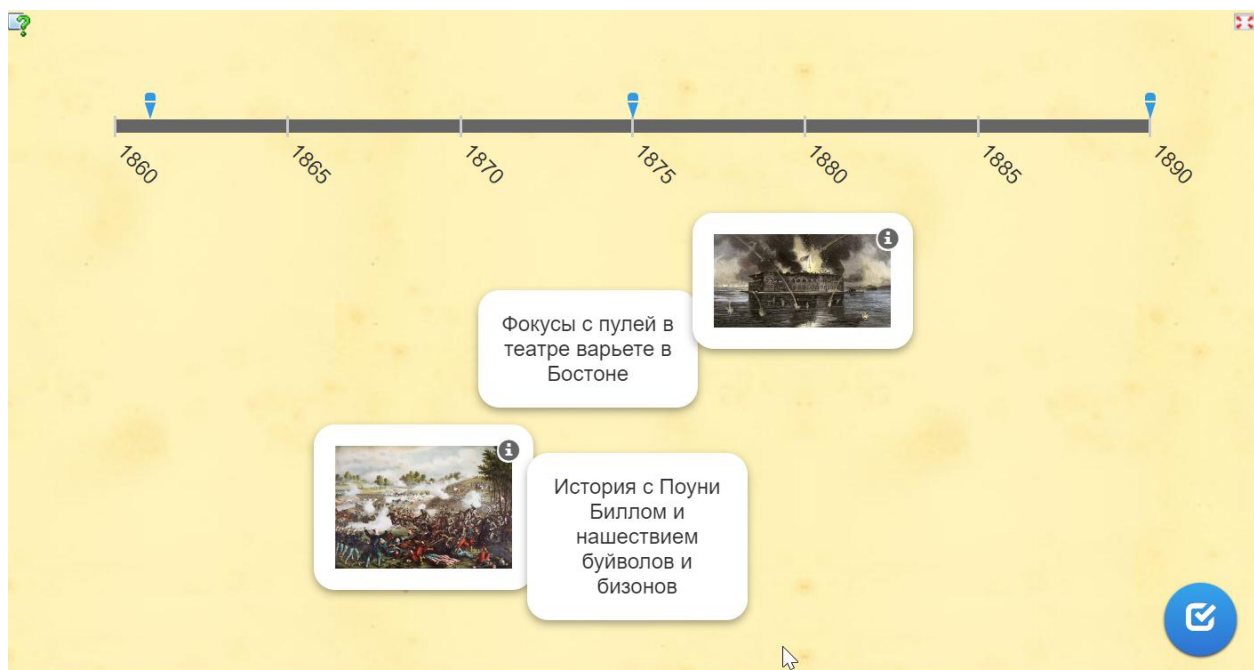 1860
1865
1870
1875
1880
1885
1890
Фокусы с пулей в
театре варьете в
Бостоне
История с Поуни
Биллом и
нашествием
буйволов и
бизонов